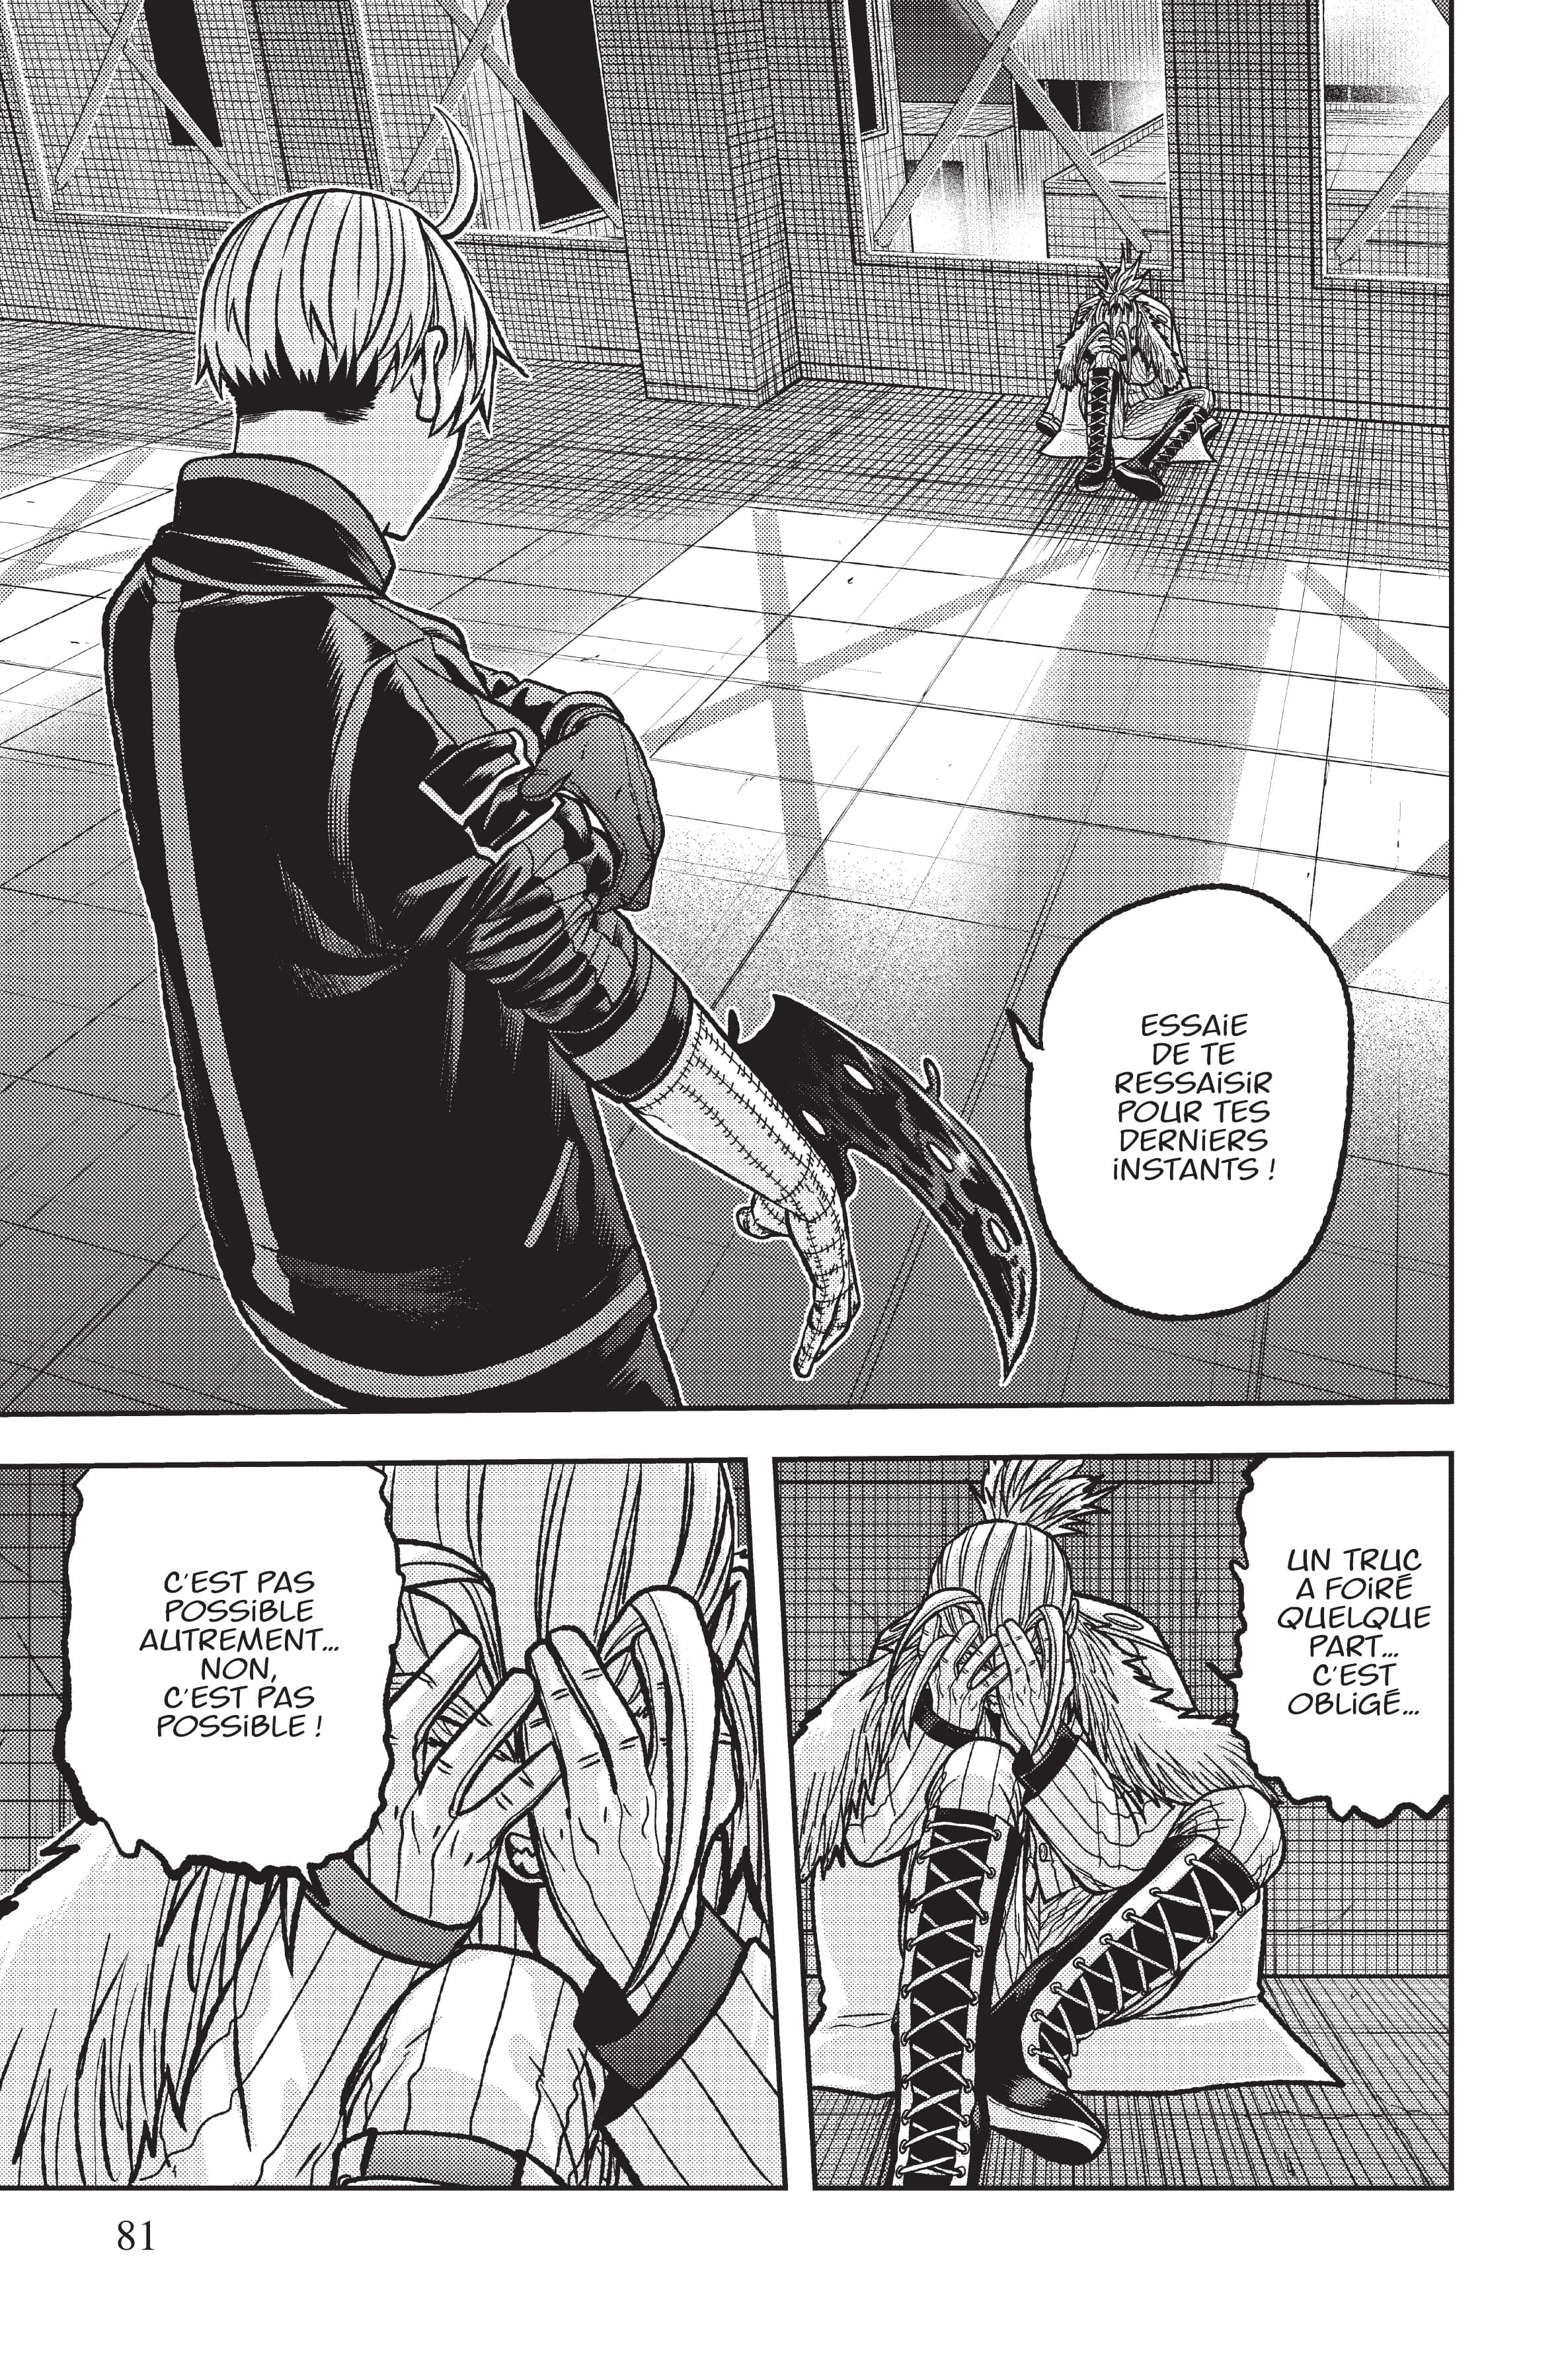 ESSAIE
DE TE
RESSAISIR
POUR TES
DERNIERS
INSTANTS !
UN TRUC
A FOIRÉ
QUELQUE
PART...
C'EST
OBLIGÉ...
C'EST PAS
POSSIBLE
AUTREMENT...
NON,
C'EST PAS
POSSIBLE !
81